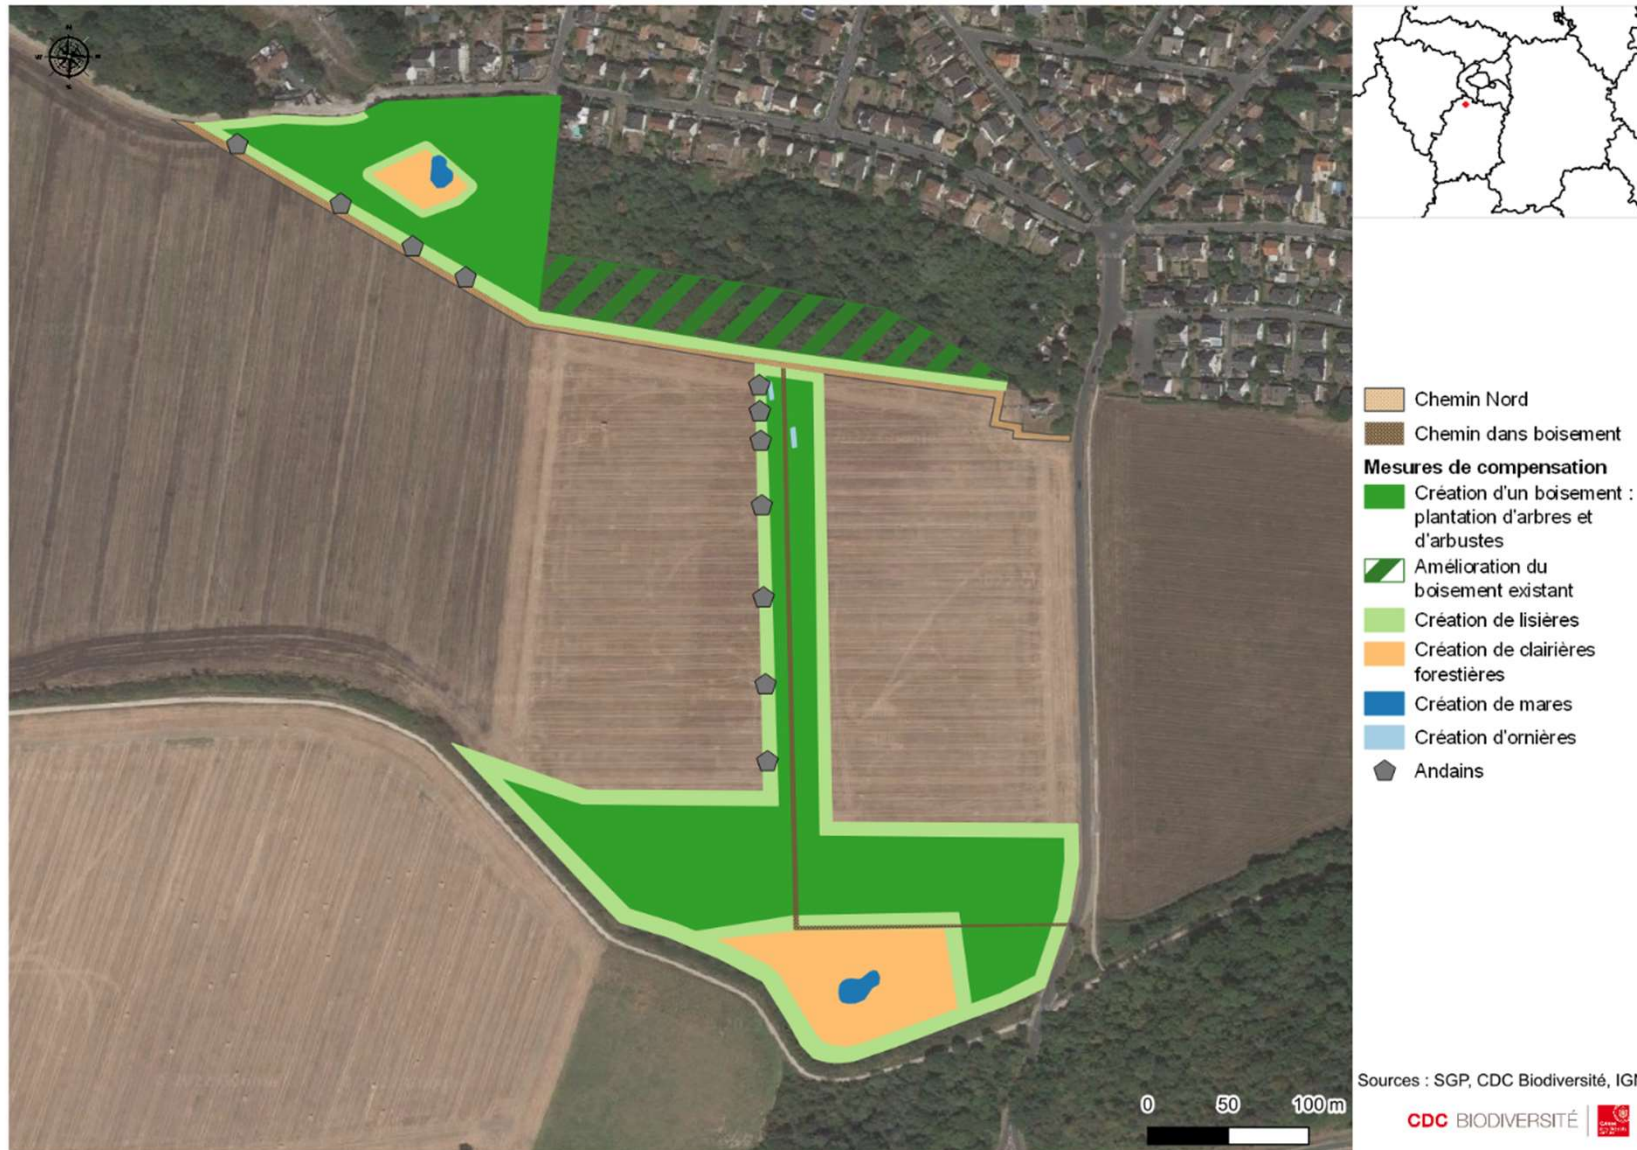 N
Chemin Nord
Chemin dans boisement
Mesures de compensation
Création d'un boisement :
plantation d'arbres et
d'arbustes
Amélioration du
boisement existant
Création de lisières
Création de clairières
forestières
Création de mares
Création d'ornières
Andains
Sources : SGP, CDC Biodiversité, IGN
0 50 100 m
CDC BIODIVERSITÉ